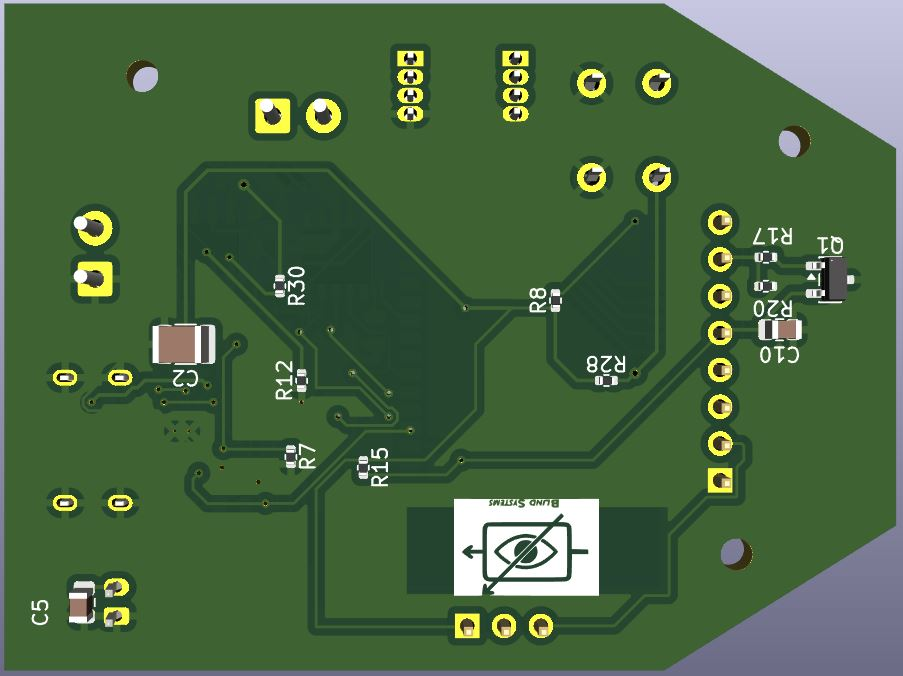 R17
Q1
R30
R8
R20
C10
R28
C2
R12
R7
R15
Blind Systems
C5